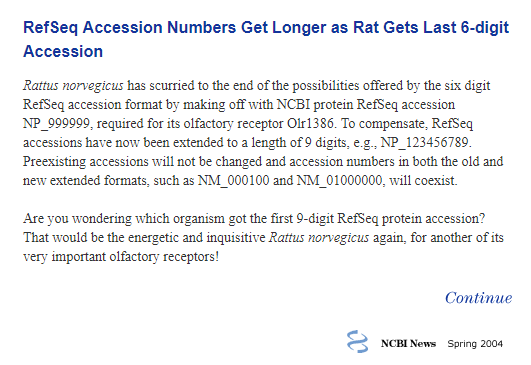 RefSeq Accession Numbers Get Longer as Rat Gets Last 6-digit
Accession
Rattus norvegicus has scurried to the end of the possibilities offered by the six digit
RefSeq accession format by making off with NCBI protein RefSeq accession
NP_999999, required for its olfactory receptor Olr1386. To compensate, RefSeq
accessions have now been extended to a length of 9 digits, e.g., NP_123456789.
Preexisting accessions will not be changed and accession numbers in both the old and
new extended formats, such as NM_000100 and NM_01000000, will coexist.
Are you wondering which organism got the first 9-digit RefSeq protein accession?
That would be the energetic and inquisitive Rattus norvegicus again, for another of its
very important olfactory receptors!
Continue
NCBI News Spring 2004